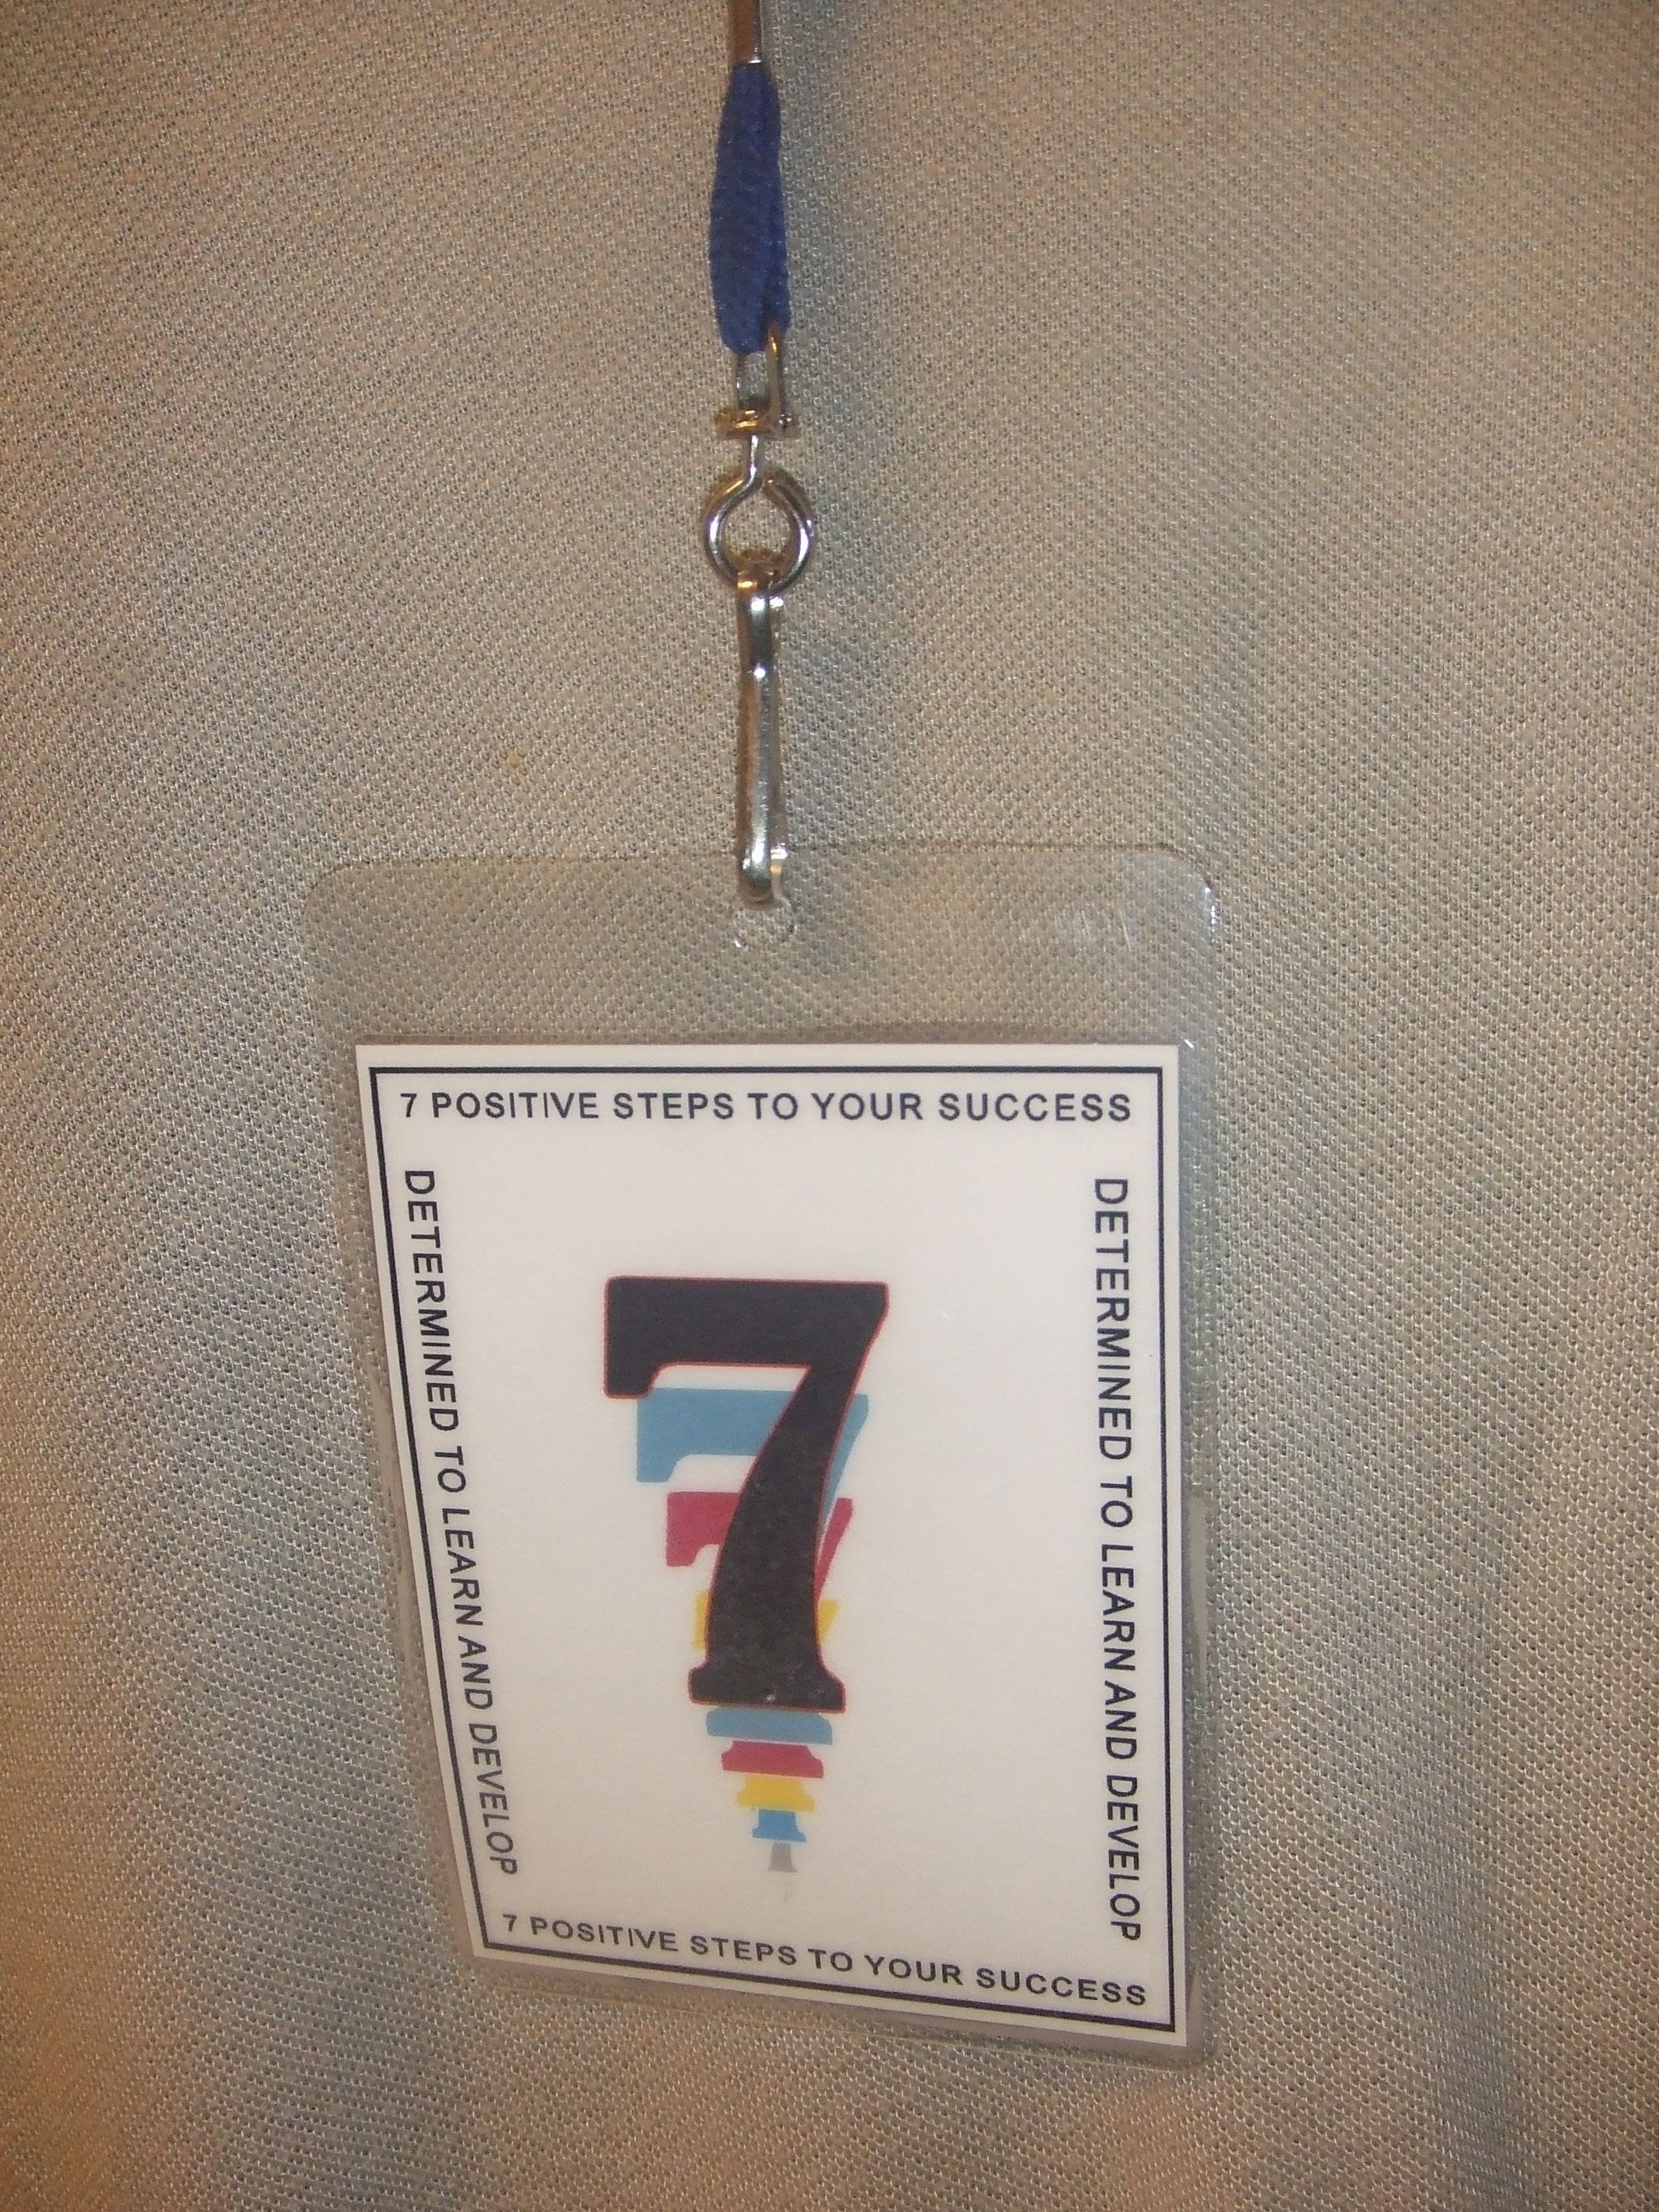 7 POSITIVE STEPS TO YOUR SUCCESS
DETERMINED TO LEARN AND DEVELOP
7
DETERMINED TO LEARN AND DEVELOP
7 POSITIVE STEPS TO YOUR SUCCESS